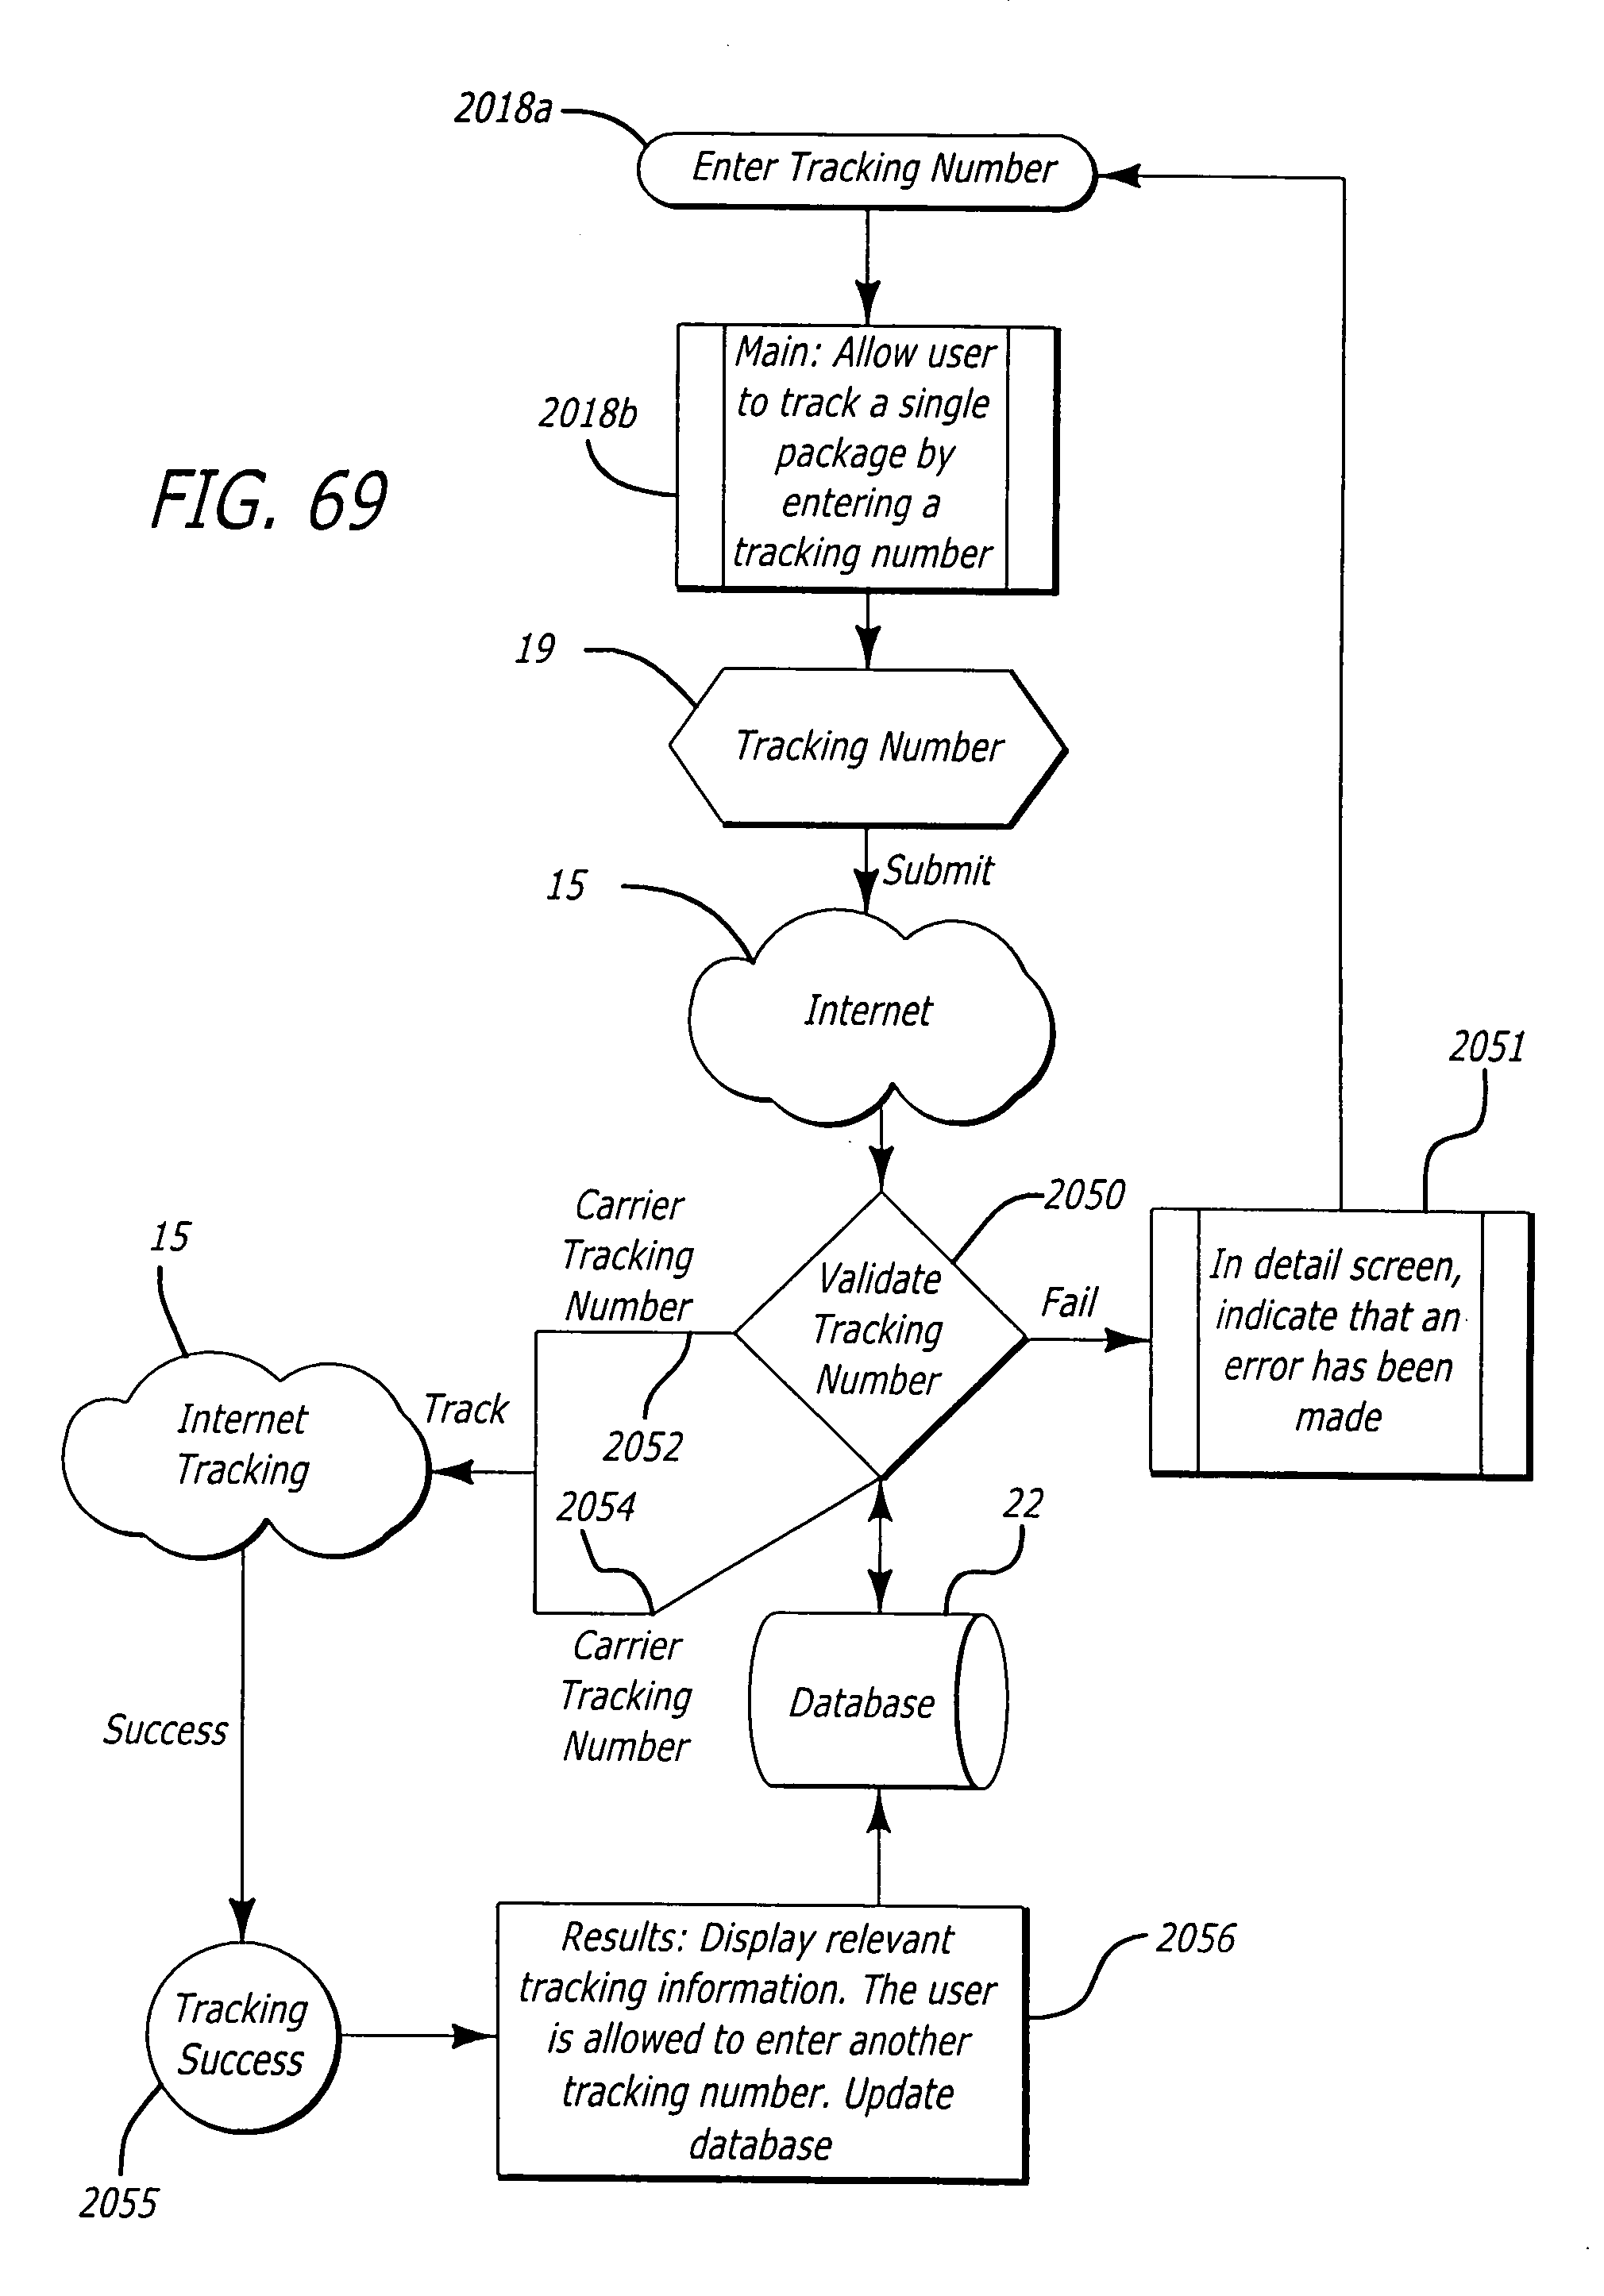 2018a
Enter Tracking Number
Main: Allow user
to track a single
package by
entering a
tracking number
2018b
FIG. 69
19
Tracking Number
Submit
15
Internet
2051
2050
Carrier
Tracking
Number
Validate
Tracking
Number
Fail
In detail screen,
indicate that an
error has been
made
15
Internet
Tracking
Track
2052
2054
22
Carrier
Tracking
Number
Database
Success
Results: Display relevant
tracking information. The user
is allowed to enter another
tracking number. Update
database
2056
Tracking
Success
2055